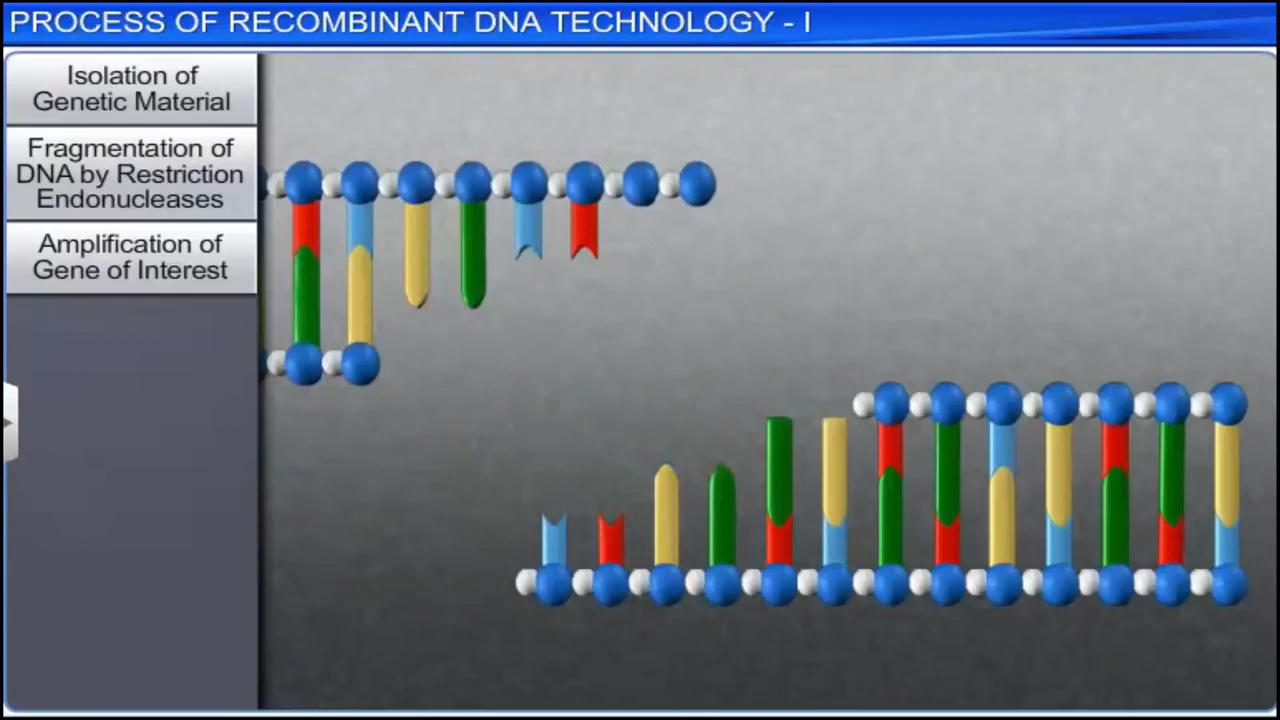 PROCESS OF RECOMBINANT DNA TECHNOLOGY - I
Isolation of
Genetic Material
Fragmentation of
DNA by Restriction
Endonucleases
Amplification of
Gene of Interest